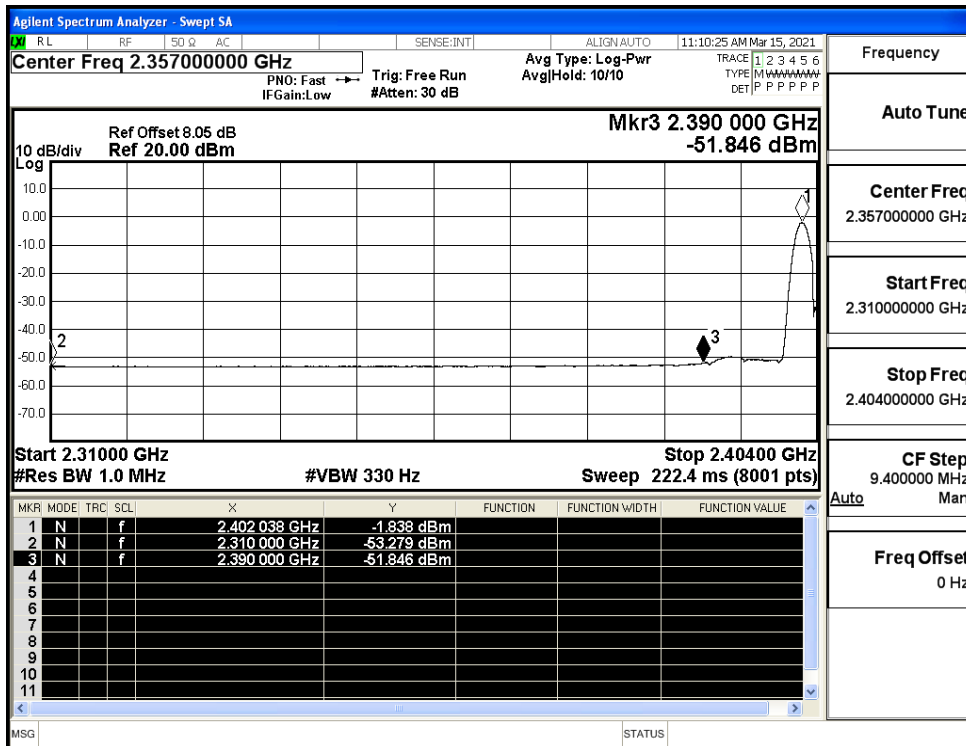 Agilent Spectrum Analyzer - Swept SA
LXI RL RF 50 Ω AC SENSE:INT ALIGNAUTO 11:10:25 AM Mar 15, 2021
Center Freq 2.357000000 GHz
PNO: Fast
IFGain:Low
Trig: Free Run
#Atten: 30 dB
Avg Type: Log-Pwr
Avg|Hold: 10/10
TRACE 1 2 3 4 5 6
TYPE M W W W W W
DET P P P P P P
Ref Offset 8.05 dB
10 dB/div Ref 20.00 dBm
Log
Mkr3 2.390 000 GHz
-51.846 dBm
10.0
0.00
-10.0
-20.0
-30.0
-40.0
-50.0
-60.0
-70.0
1
2
3
Start 2.31000 GHz Stop 2.40400 GHz
#Res BW 1.0 MHz #VBW 330 Hz Sweep 222.4 ms (8001 pts)
MKR MODE TRC SCL X Y FUNCTION FUNCTION WIDTH FUNCTION VALUE
1 N f 2.402 038 GHz -1.838 dBm
2 N f 2.310 000 GHz -53.279 dBm
3 N f 2.390 000 GHz -51.846 dBm
4
5
6
7
8
9
10
11
MSG STATUS
Frequency
Auto Tune
Center Freq
2.357000000 GHz
Start Freq
2.310000000 GHz
Stop Freq
2.404000000 GHz
CF Step
9.400000 MHz
Auto Man
Freq Offset
0 Hz